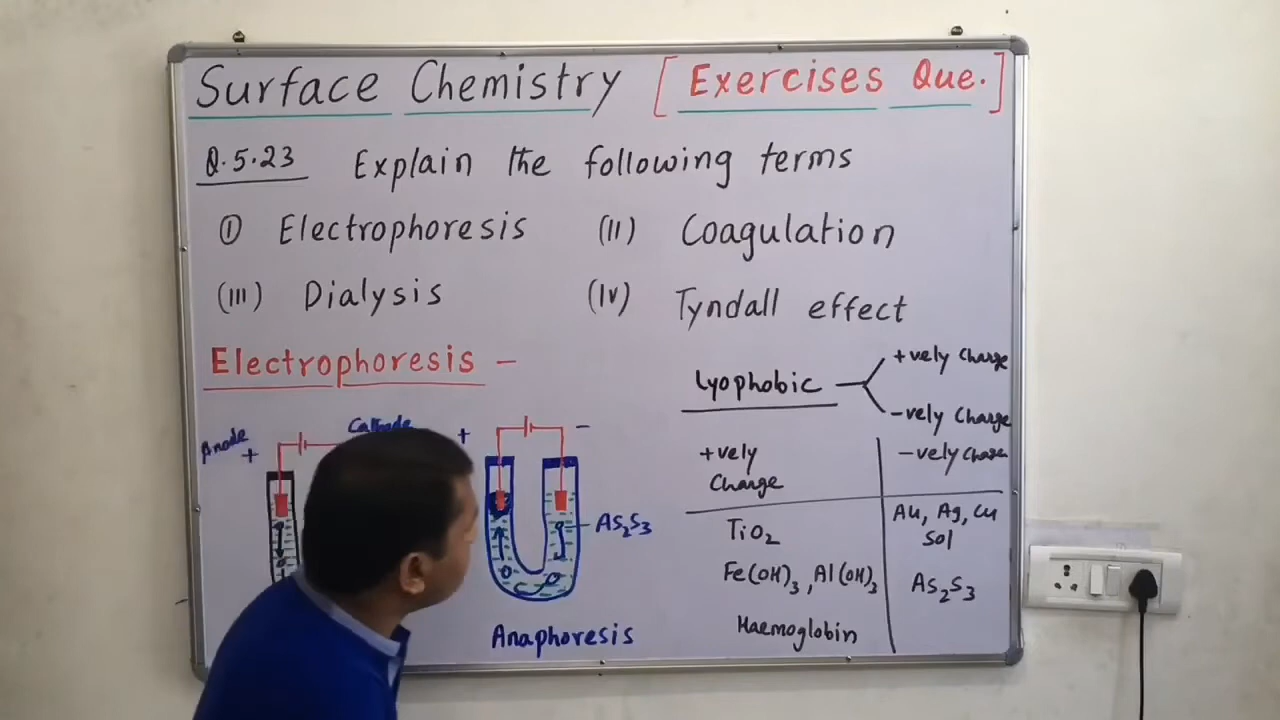 Surface Chemistry [Exercises Que.]
Q.5.23 Explain the following terms
(I) Electrophoresis (II) Coagulation
(III) Dialysis (IV) Tyndall effect
Electrophoresis -
Anode
+
Cathode
+ -
As2S3
Anaphoresis
Lyophobic
+vely Charge
-vely Charge
+vely Charge
-vely Charge
TiO2
Au, Ag, Cu
Sol
Fe(OH)3, Al(OH)3
As2S3
Haemoglobin